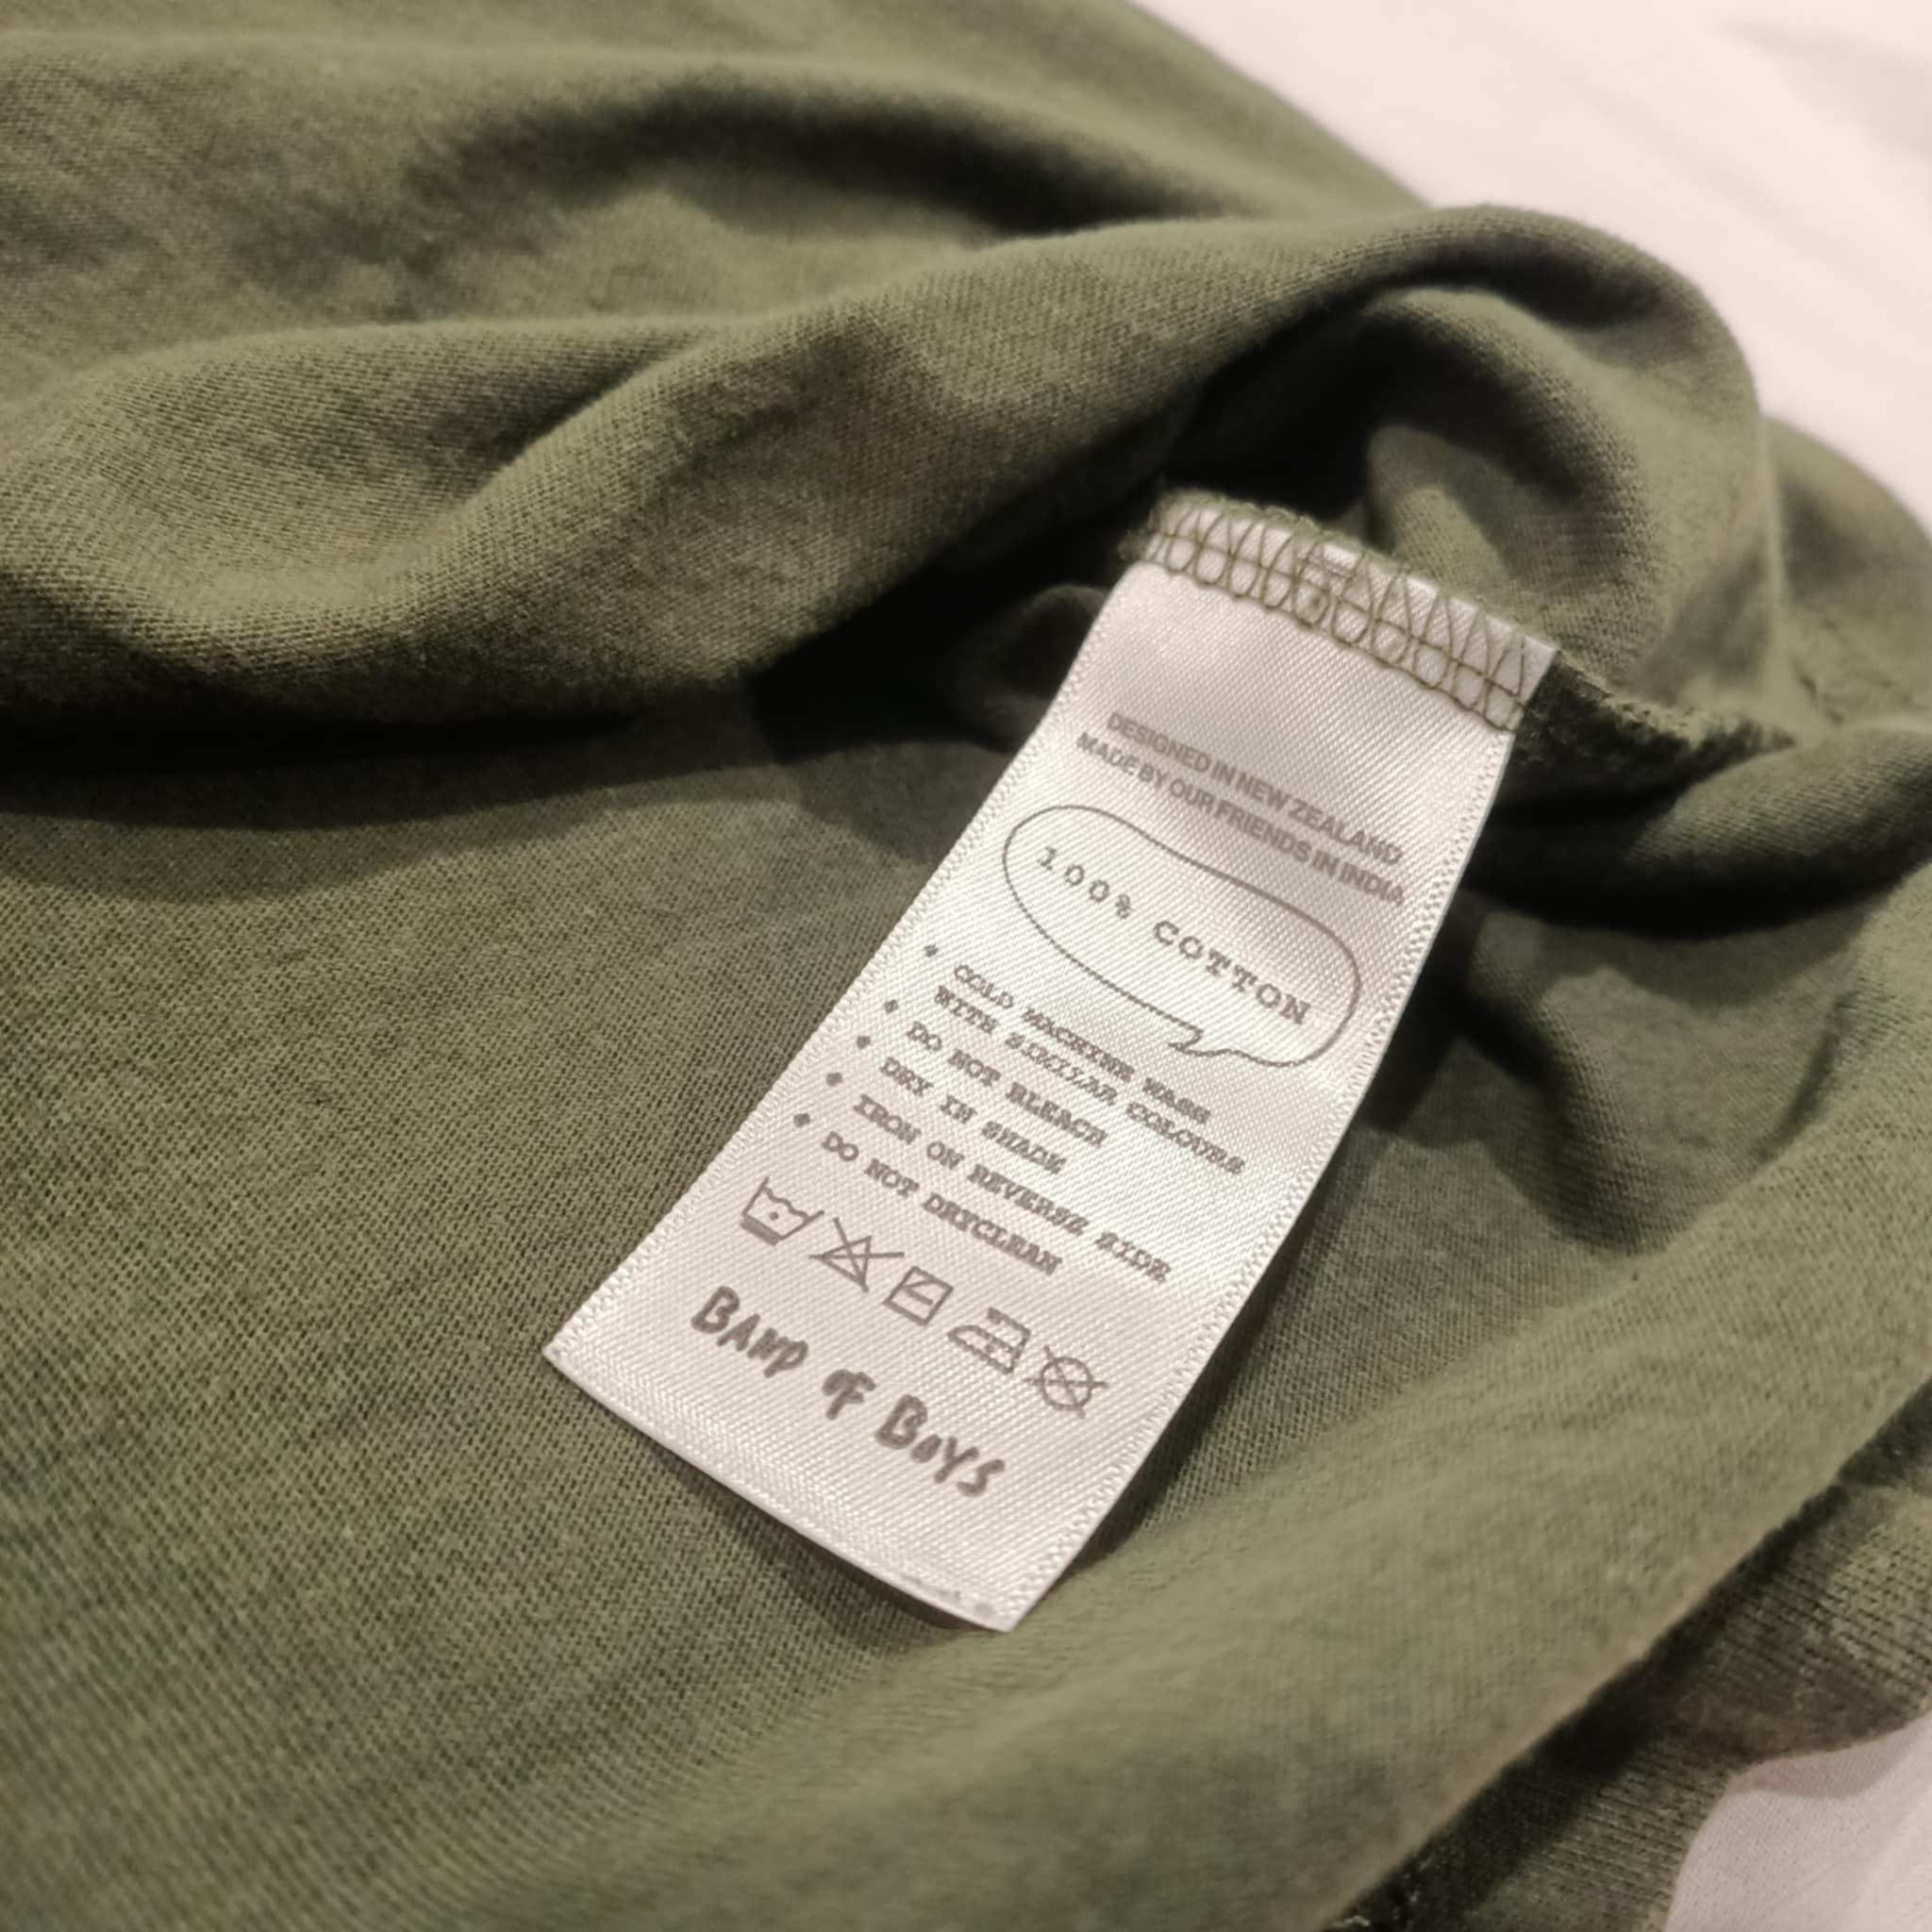 DESIGNED IN NEW ZEALAND
MADE BY OUR FRIENDS IN INDIA
100% COTTON
• COLD MACHINE WASH
WITH SIMILAR COLOURS
• DO NOT BLEACH
• DRY IN SHADE
• IRON ON REVERSE SIDE
• DO NOT DRYCLEAN
BAND OF BOYS